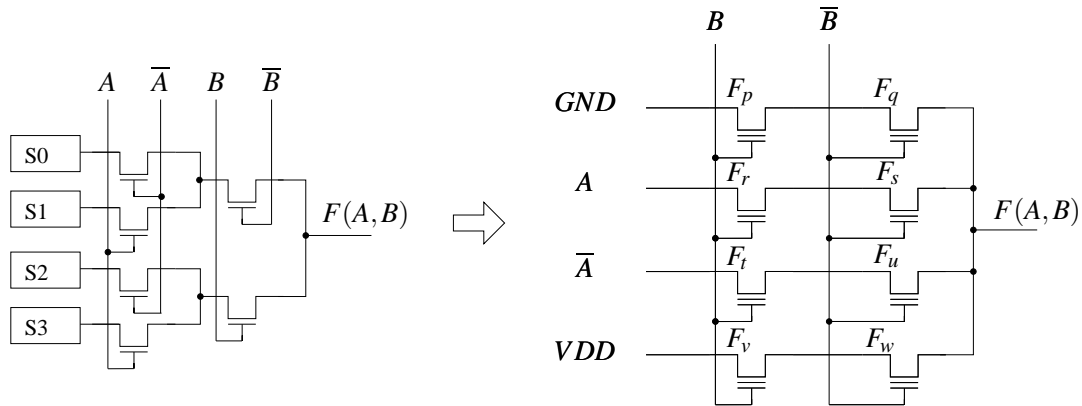 A A̅ B B̅
S0
S1
S2
S3
F(A, B)
B B̅
GND F_p F_q
A F_r F_s
F(A, B)
A̅ F_t F_u
VDD F_v F_w